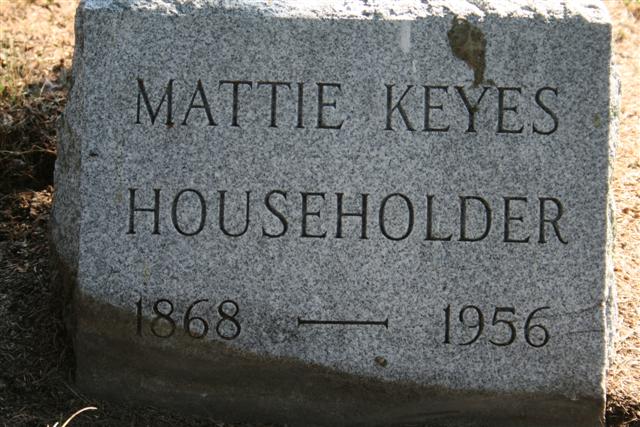 MATTIE KEYES
HOUSEHOLDER
1868 — 1956